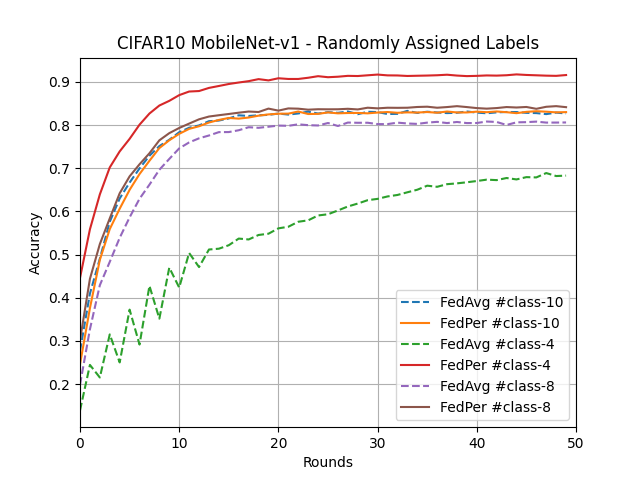 CIFAR10 MobileNet-v1 - Randomly Assigned Labels
Accuracy
0.9
0.8
0.7
0.6
0.5
0.4
0.3
0.2
FedAvg #class-10
FedPer #class-10
FedAvg #class-4
FedPer #class-4
FedAvg #class-8
FedPer #class-8
0 10 20 30 40 50
Rounds